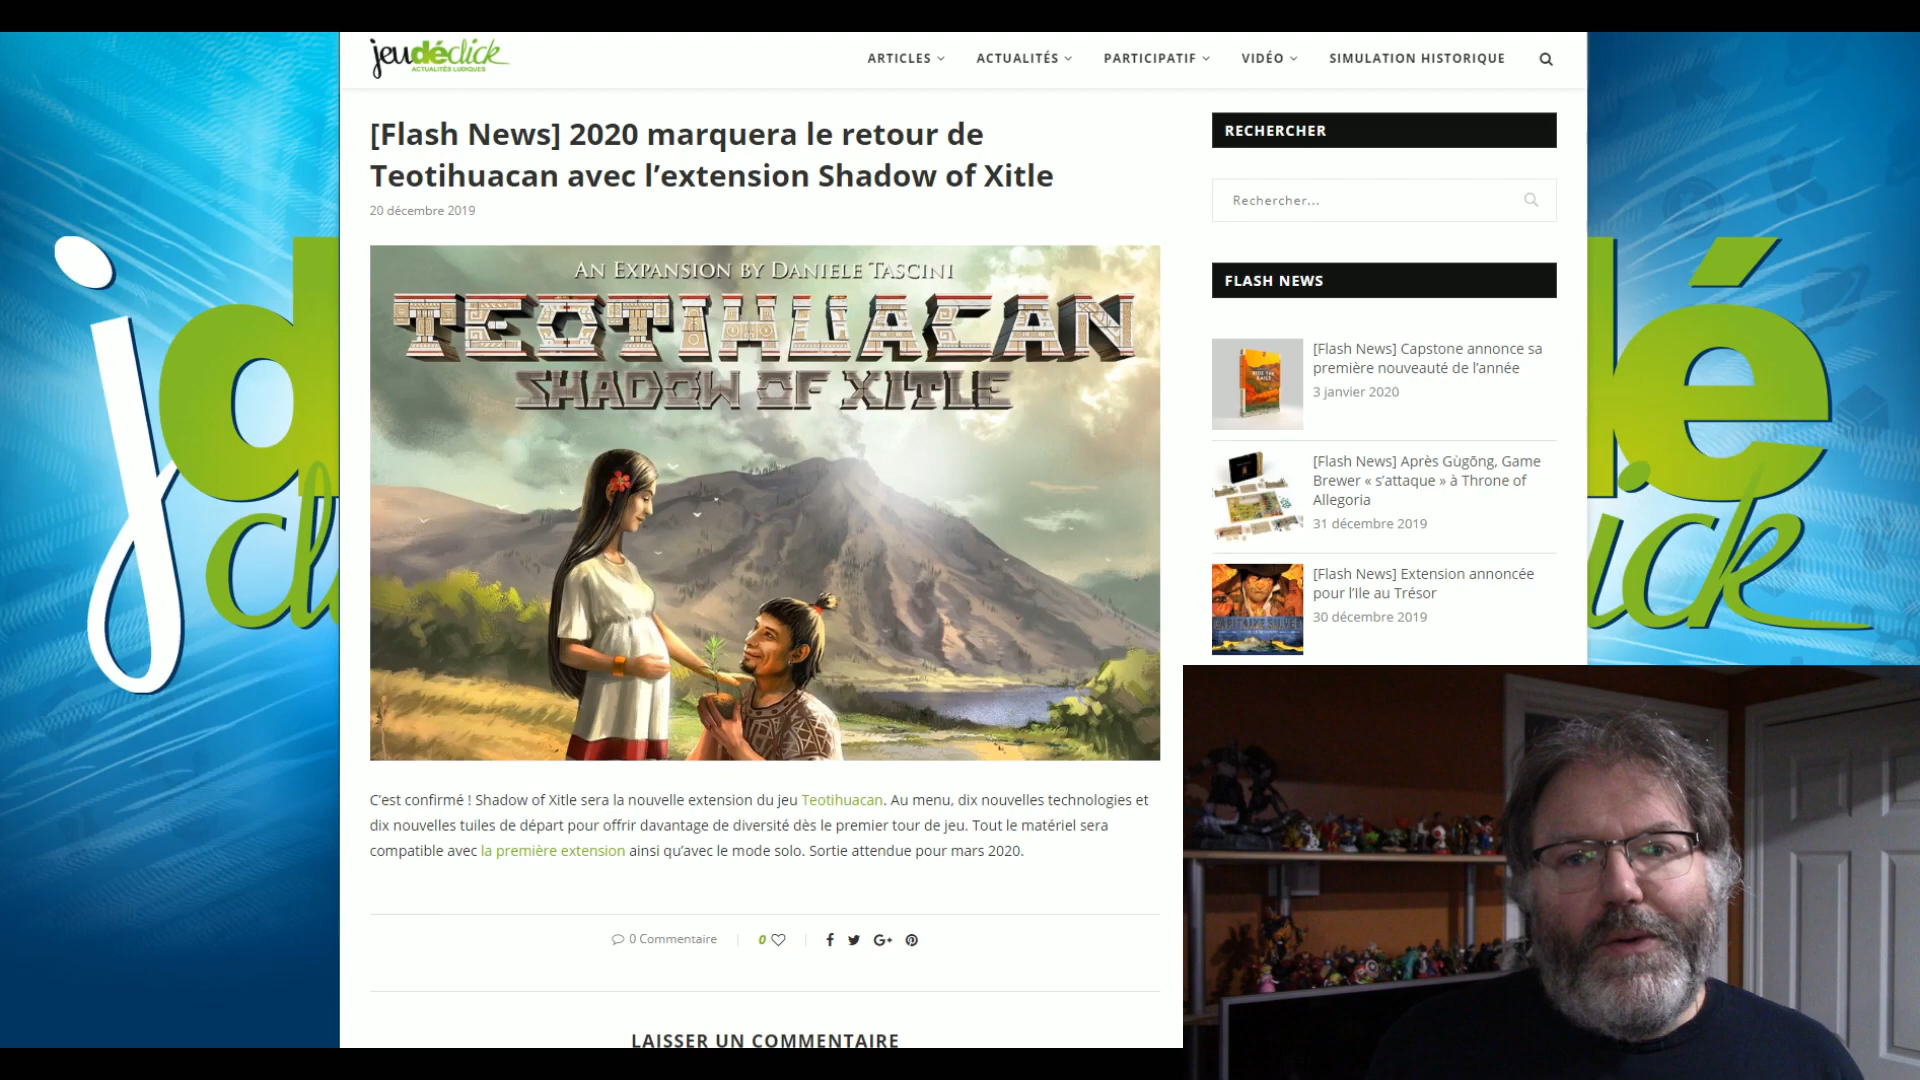 jeudéclick
ACTUALITÉS LUDIQUES
ARTICLES
ACTUALITÉS
PARTICIPATIF
VIDÉO
SIMULATION HISTORIQUE
[Flash News] 2020 marquera le retour de
Teotihuacan avec l’extension Shadow of Xitle
20 décembre 2019
AN EXPANSION BY DANIELE TASCINI
TEOTIHUACAN
SHADOW OF XITLE
C’est confirmé ! Shadow of Xitle sera la nouvelle extension du jeu Teotihuacan. Au menu, dix nouvelles technologies et
dix nouvelles tuiles de départ pour offrir davantage de diversité dès le premier tour de jeu. Tout le matériel sera
compatible avec la première extension ainsi qu’avec le mode solo. Sortie attendue pour mars 2020.
0 Commentaire
0
G+
LAISSER UN COMMENTAIRE
RECHERCHER
Rechercher...
FLASH NEWS
[Flash News] Capstone annonce sa
première nouveauté de l’année
3 janvier 2020
[Flash News] Après Gùgōng, Game
Brewer « s’attaque » à Throne of
Allegoria
31 décembre 2019
[Flash News] Extension annoncée
pour l’Ile au Trésor
30 décembre 2019
CAPITAINE SILVER
j
d
cl
dé
ick